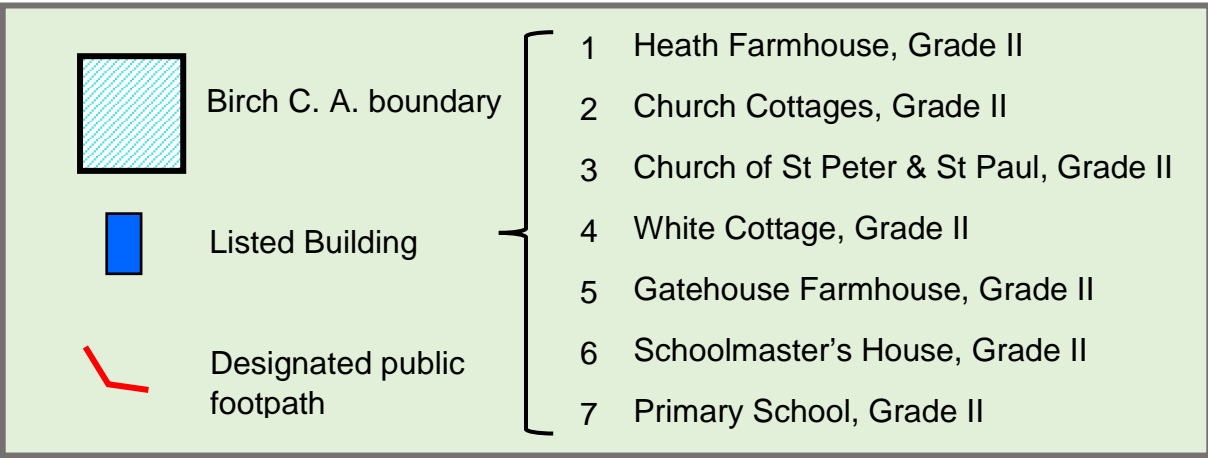 Birch C. A. boundary
Listed Building
Designated public
footpath
1 Heath Farmhouse, Grade II
2 Church Cottages, Grade II
3 Church of St Peter & St Paul, Grade II
4 White Cottage, Grade II
5 Gatehouse Farmhouse, Grade II
6 Schoolmaster’s House, Grade II
7 Primary School, Grade II